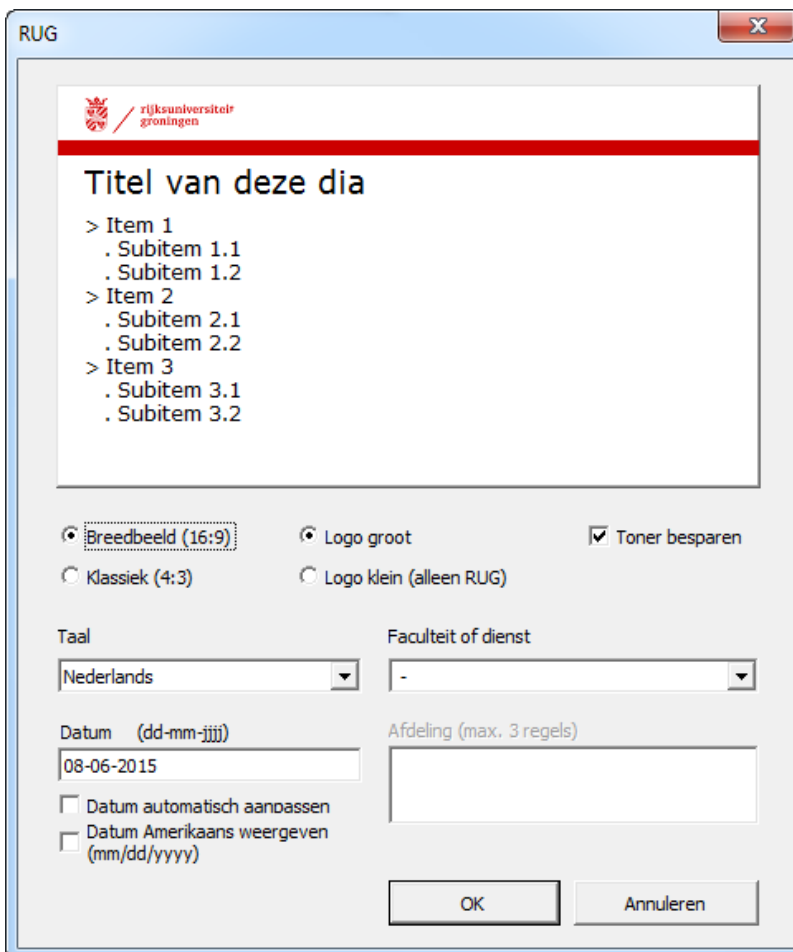 RUG
rijksuniversiteit
groningen
Titel van deze dia
> Item 1
. Subitem 1.1
. Subitem 1.2
> Item 2
. Subitem 2.1
. Subitem 2.2
> Item 3
. Subitem 3.1
. Subitem 3.2
Breedbeeld (16:9)
Logo groot
Toner besparen
Klassiek (4:3)
Logo klein (alleen RUG)
Taal
Faculteit of dienst
Nederlands
-
Datum (dd-mm-jjjj)
Afdeling (max. 3 regels)
08-06-2015
Datum automatisch aanpassen
Datum Amerikaans weergeven
(mm/dd/yyyy)
OK
Annuleren